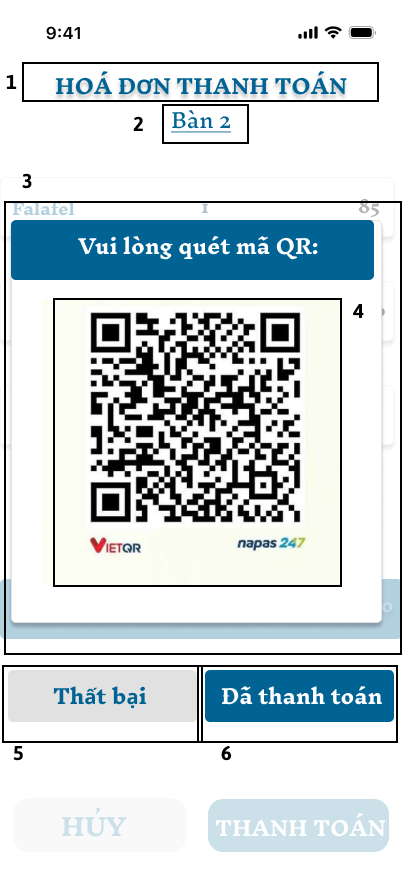 9:41
1
HOÁ ĐƠN THANH TOÁN
2
Bàn 2
3
Falafel 1 85
Vui lòng quét mã QR:
4
VIETQR napas 247
Thất bại Đã thanh toán
5 6
HỦY THANH TOÁN